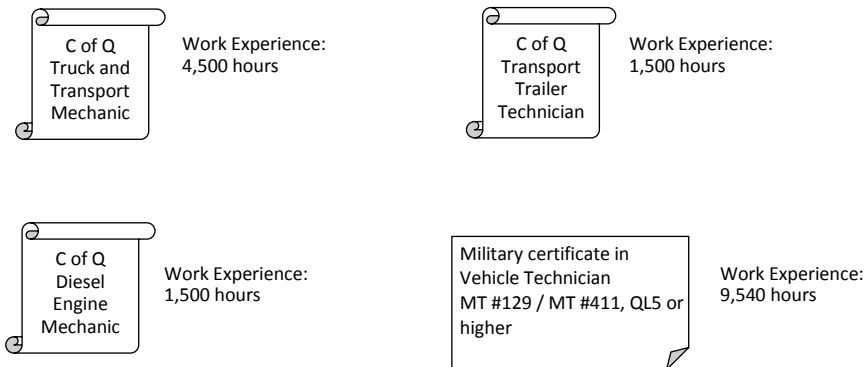 C of Q
Truck and
Transport
Mechanic
Work Experience:
4,500 hours
C of Q
Transport
Trailer
Technician
Work Experience:
1,500 hours
C of Q
Diesel
Engine
Mechanic
Work Experience:
1,500 hours
Military certificate in
Vehicle Technician
MT #129 / MT #411, QL5 or
higher
Work Experience:
9,540 hours